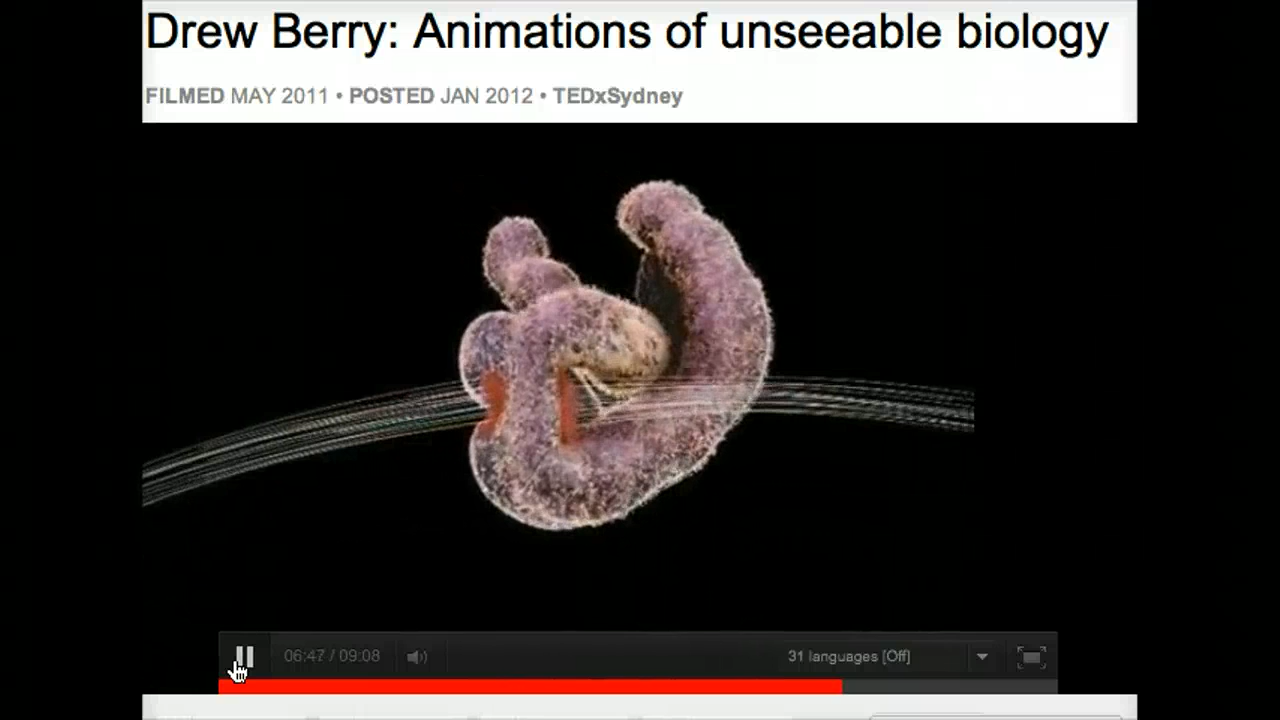 Drew Berry: Animations of unseeable biology
FILMED MAY 2011 • POSTED JAN 2012 • TEDxSydney
06:47 / 09:08
31 languages [Off]